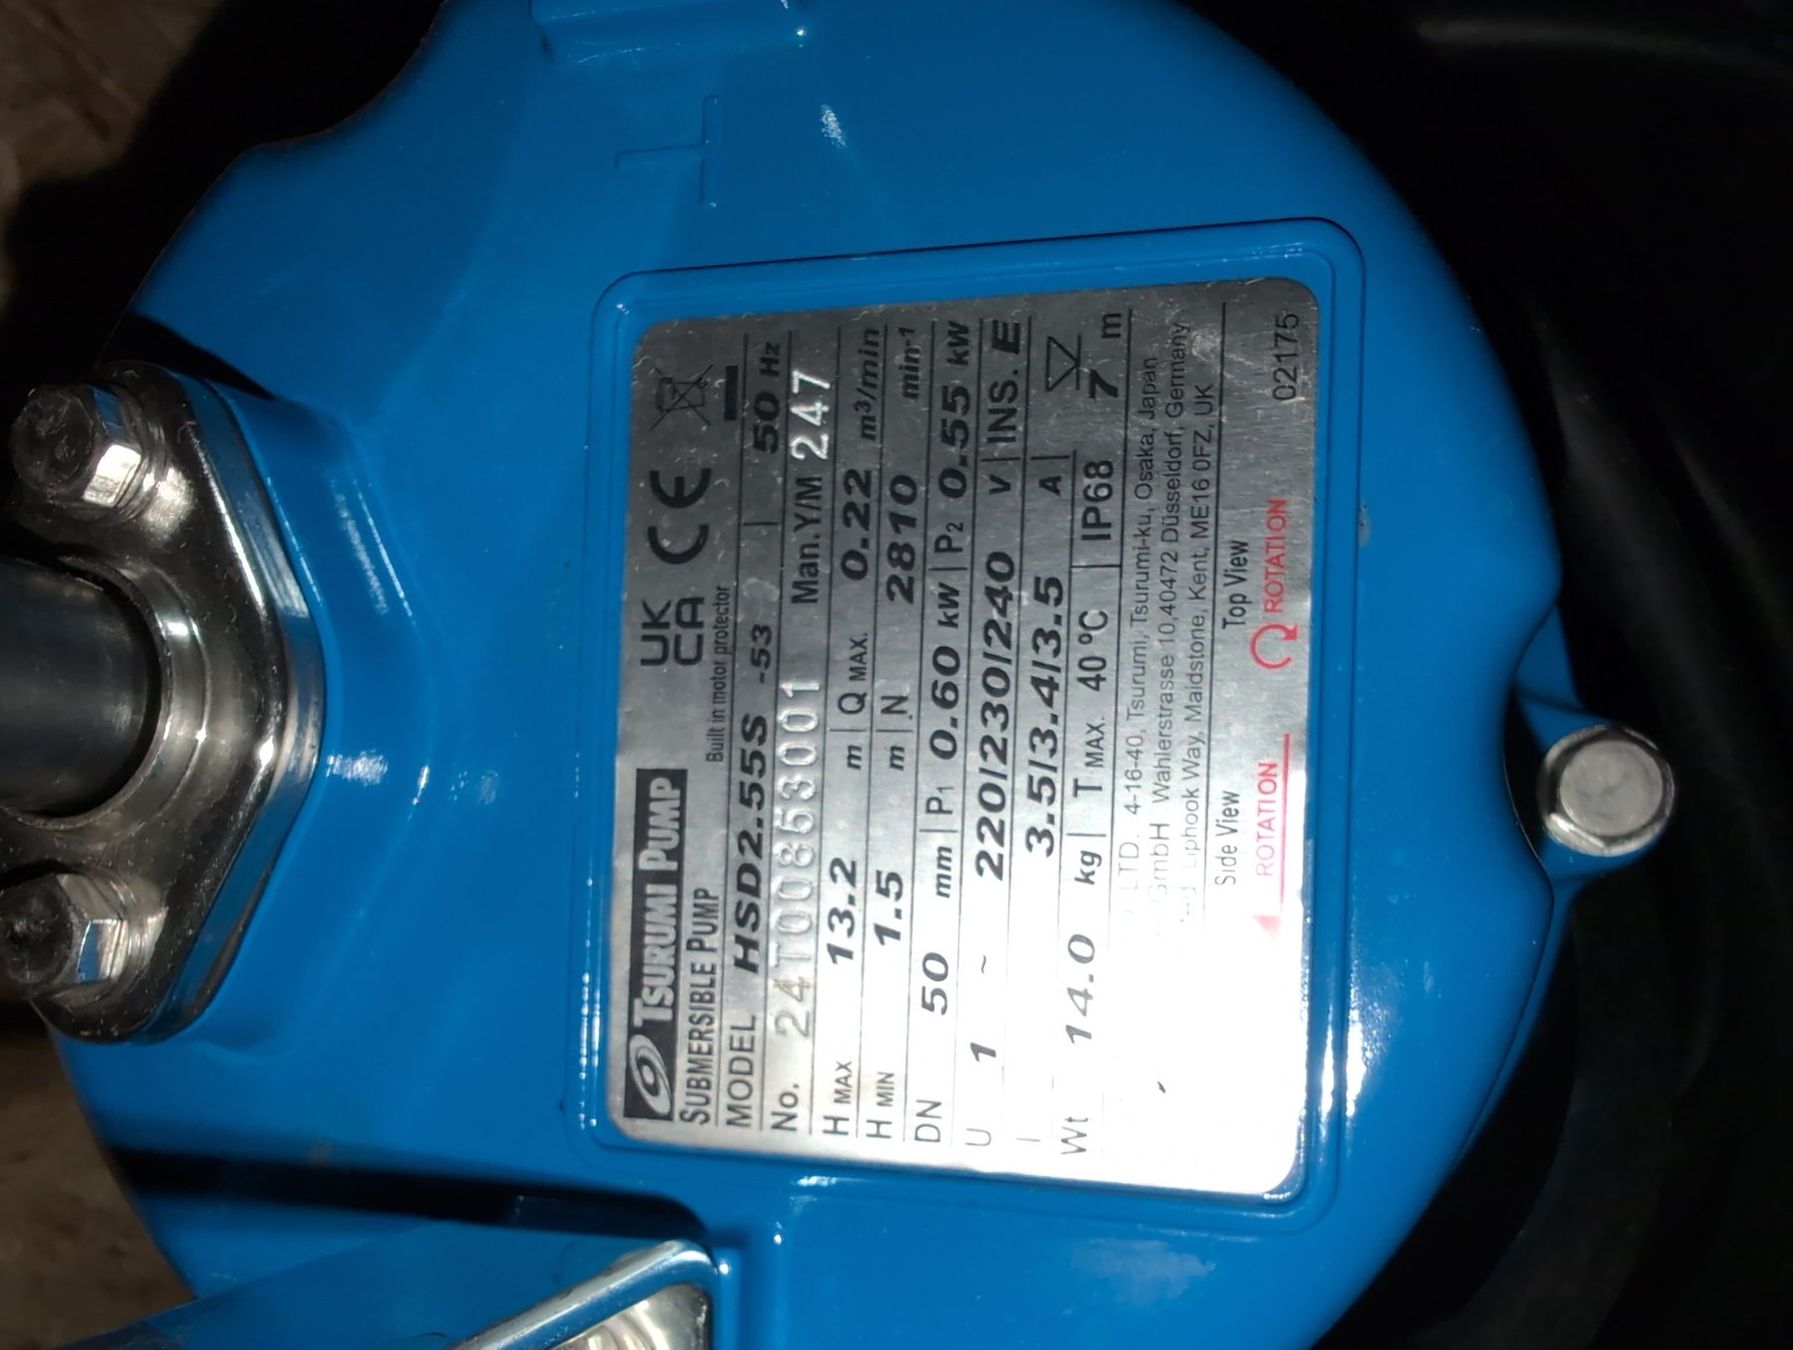 TSURUMI PUMP UK CA CE
SUBMERSIBLE PUMP Built in motor protector
MODEL HSD2.55S -53 50 Hz
No. 24T00853001 Man.Y/M 247
H MAX 13.2 m Q MAX. 0.22 m³/min
H MIN 1.5 m N 2810 min-1
DN 50 mm P1 0.60 kW P2 0.55 kW
U 1 ~ 220/230/240 V INS. E
I 3.5/3.4/3.5 A
Wt 14.0 kg T MAX. 40 °C IP68 7 m
LTD. 4-16-40, Tsurumi, Tsurumi-ku, Osaka, Japan
GmbH Wahlerstrasse 10,40472 Düsseldorf, Germany
Liphook Way, Maidstone, Kent, ME16 0FZ, UK
Side View Top View
ROTATION ROTATION 02175